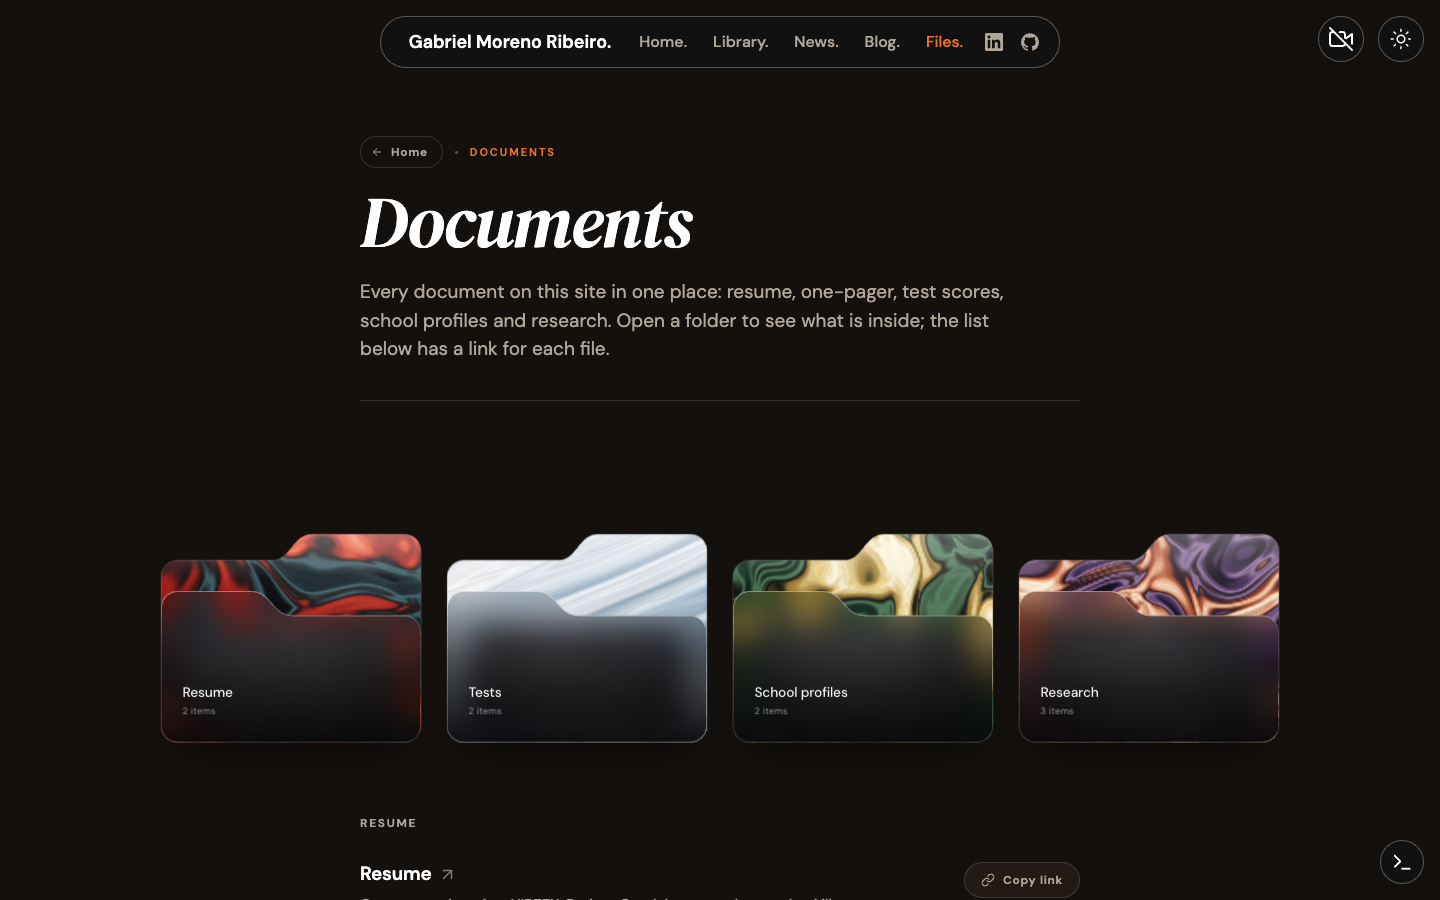 Gabriel Moreno Ribeiro. Home. Library. News. Blog. Files.
Home • DOCUMENTS
Documents
Every document on this site in one place: resume, one-pager, test scores,
school profiles and research. Open a folder to see what is inside; the list
below has a link for each file.
Resume
2 items
Tests
2 items
School profiles
2 items
Research
3 items
RESUME
Resume
Copy link